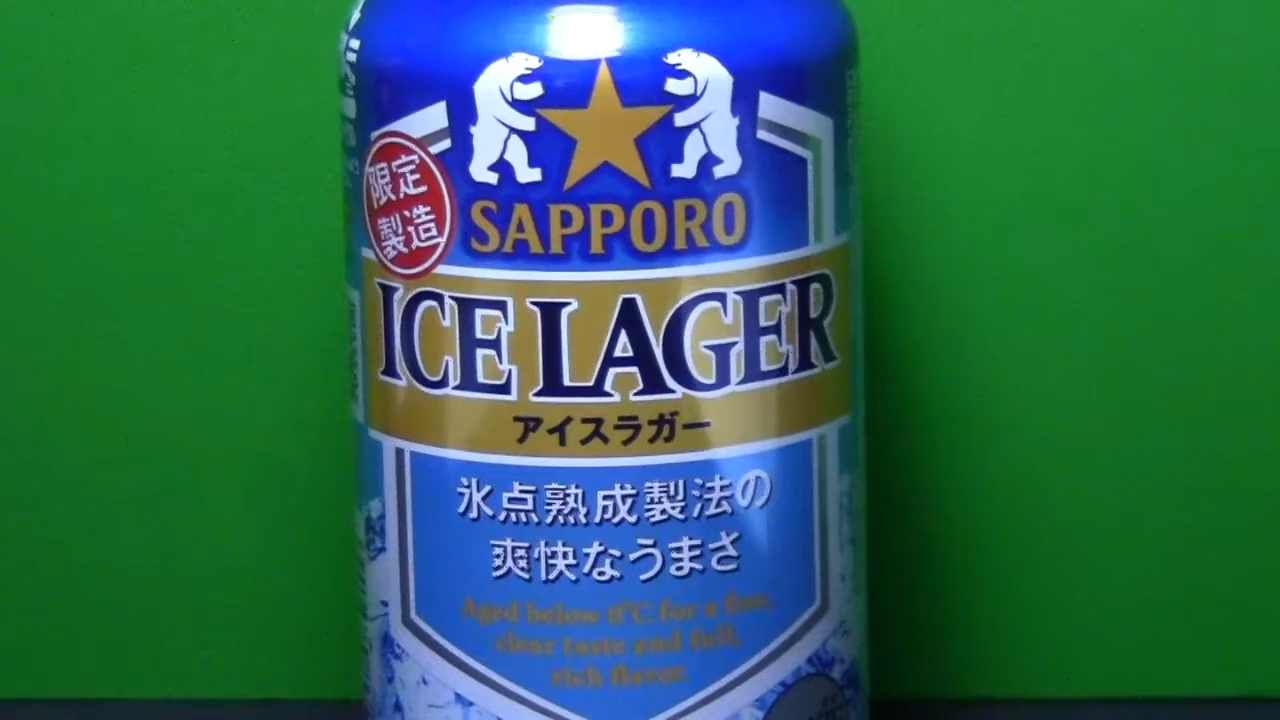 限定
製造
SAPPORO
ICE LAGER
アイスラガー
氷点熟成製法の
爽快なうまさ
Aged below 0°C for a fine,
clear taste and full,
rich flavor.